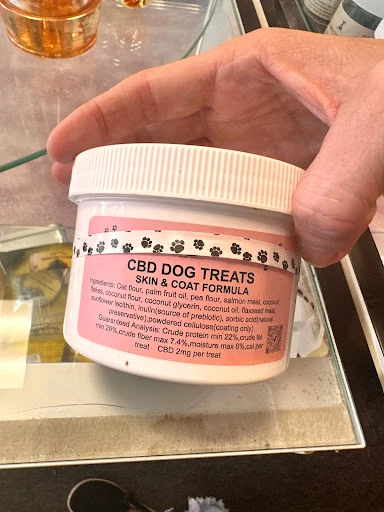 CBD DOG TREATS
SKIN & COAT FORMULA
Ingredients: Oat flour, palm fruit oil, pea flour, salmon meal, coconut
flakes, coconut flour, coconut glycerin, coconut oil, flaxseed meal,
sunflower lecithin, inulin(source of prebiotic), sorbic acid(natural
preservative),powdered cellulose(coating only)
Guaranteed Analysis: Crude protein min 22%,crude fat
min 29%,crude fiber max 7.4%,moisture max 6%,cal per
treat CBD 2mg per treat